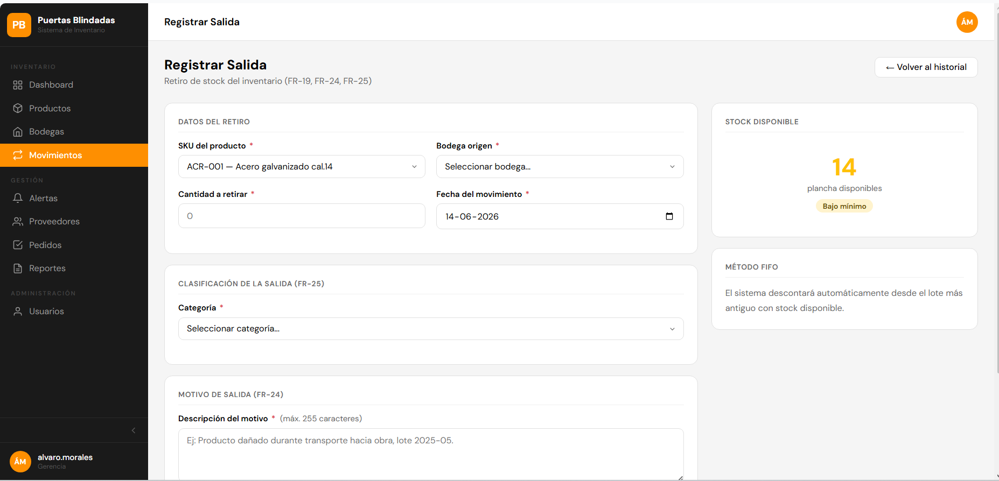 PB
Puertas Blindadas
Sistema de Inventario
INVENTARIO
Dashboard
Productos
Bodegas
Movimientos
GESTIÓN
Alertas
Proveedores
Pedidos
Reportes
ADMINISTRACIÓN
Usuarios
ÁM
alvaro.morales
Gerencia
Registrar Salida
ÁM
Registrar Salida
Retiro de stock del inventario (FR-19, FR-24, FR-25)
← Volver al historial
DATOS DEL RETIRO
SKU del producto *
ACR-001 — Acero galvanizado cal.14
Bodega origen *
Seleccionar bodega...
Cantidad a retirar *
0
Fecha del movimiento *
14-06-2026
CLASIFICACIÓN DE LA SALIDA (FR-25)
Categoría *
Seleccionar categoría...
MOTIVO DE SALIDA (FR-24)
Descripción del motivo * (máx. 255 caracteres)
Ej: Producto dañado durante transporte hacia obra, lote 2025-05.
STOCK DISPONIBLE
14
plancha disponibles
Bajo mínimo
MÉTODO FIFO
El sistema descontará automáticamente desde el lote más
antiguo con stock disponible.